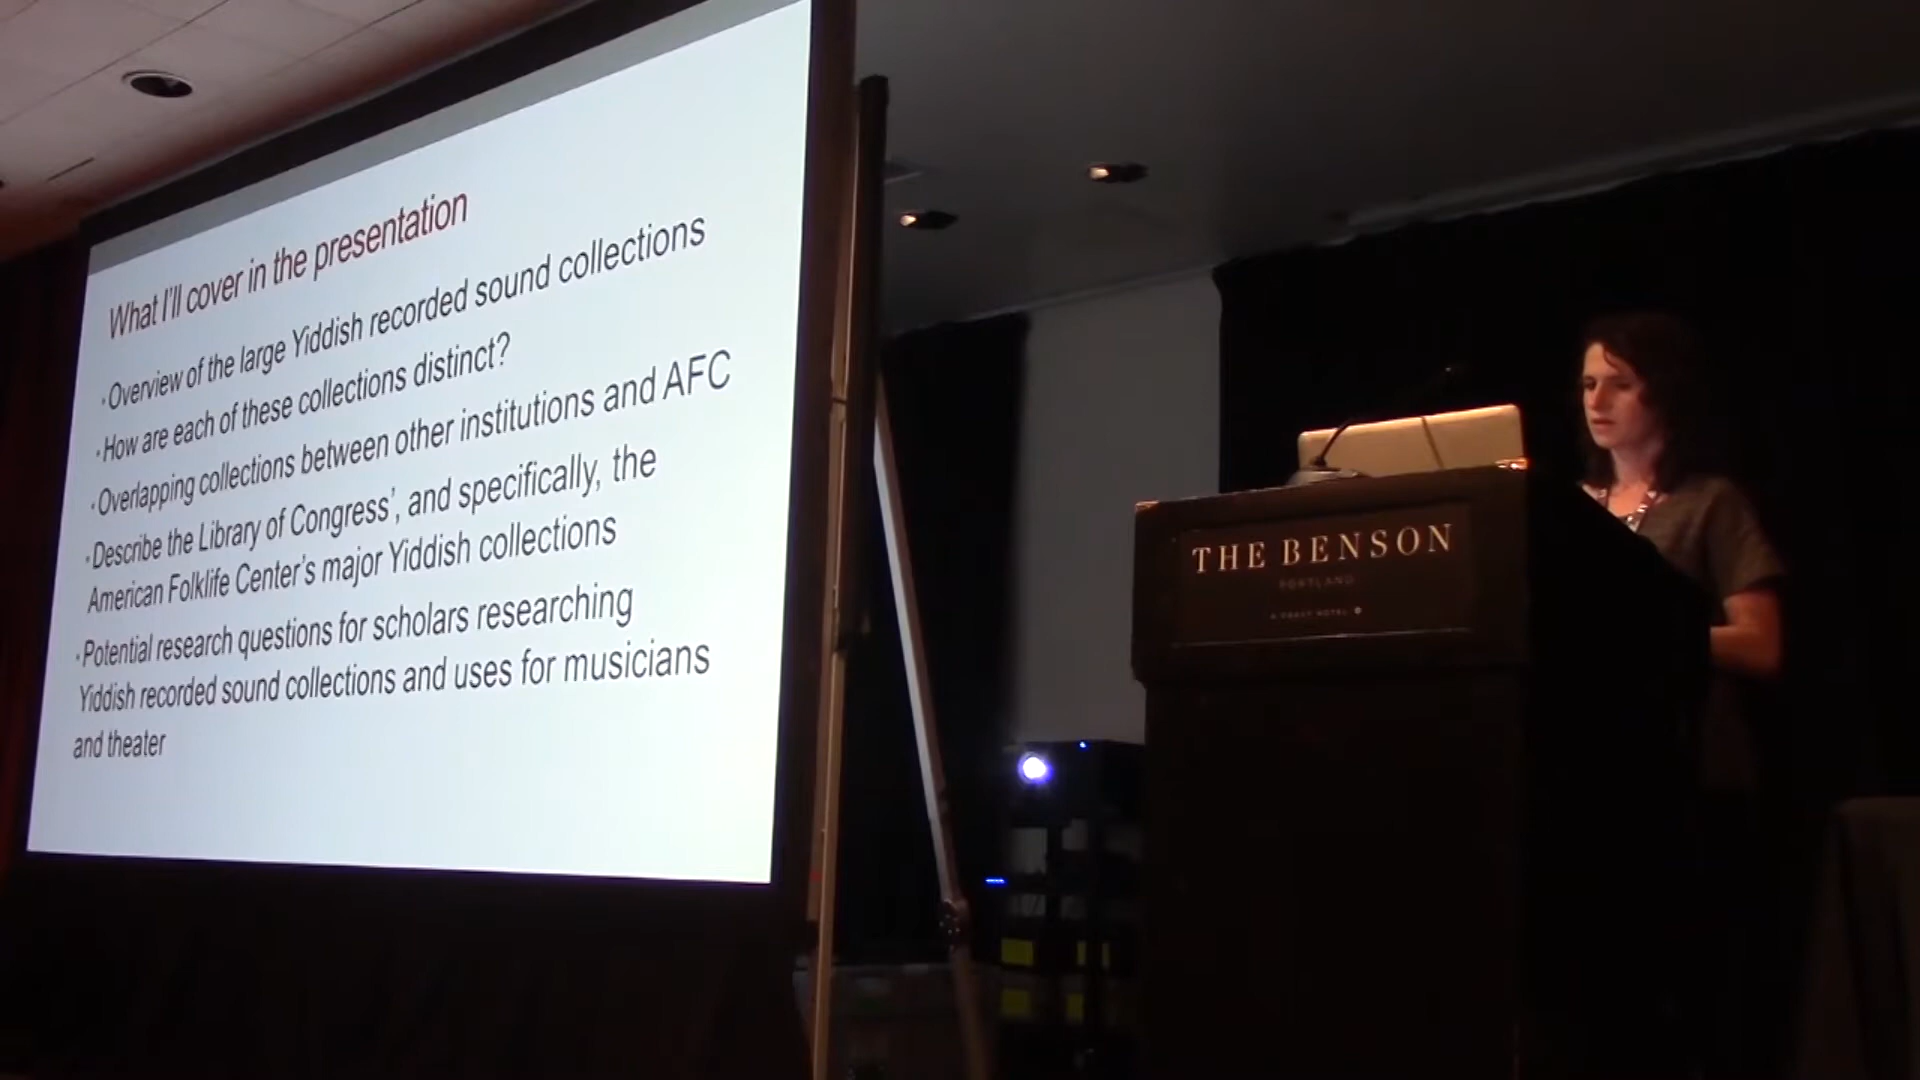 What I'll cover in the presentation
·Overview of the large Yiddish recorded sound collections
·How are each of these collections distinct?
·Overlapping collections between other institutions and AFC
·Describe the Library of Congress', and specifically, the
American Folklife Center's major Yiddish collections
·Potential research questions for scholars researching
Yiddish recorded sound collections and uses for musicians
and theater
THE BENSON
PORTLAND